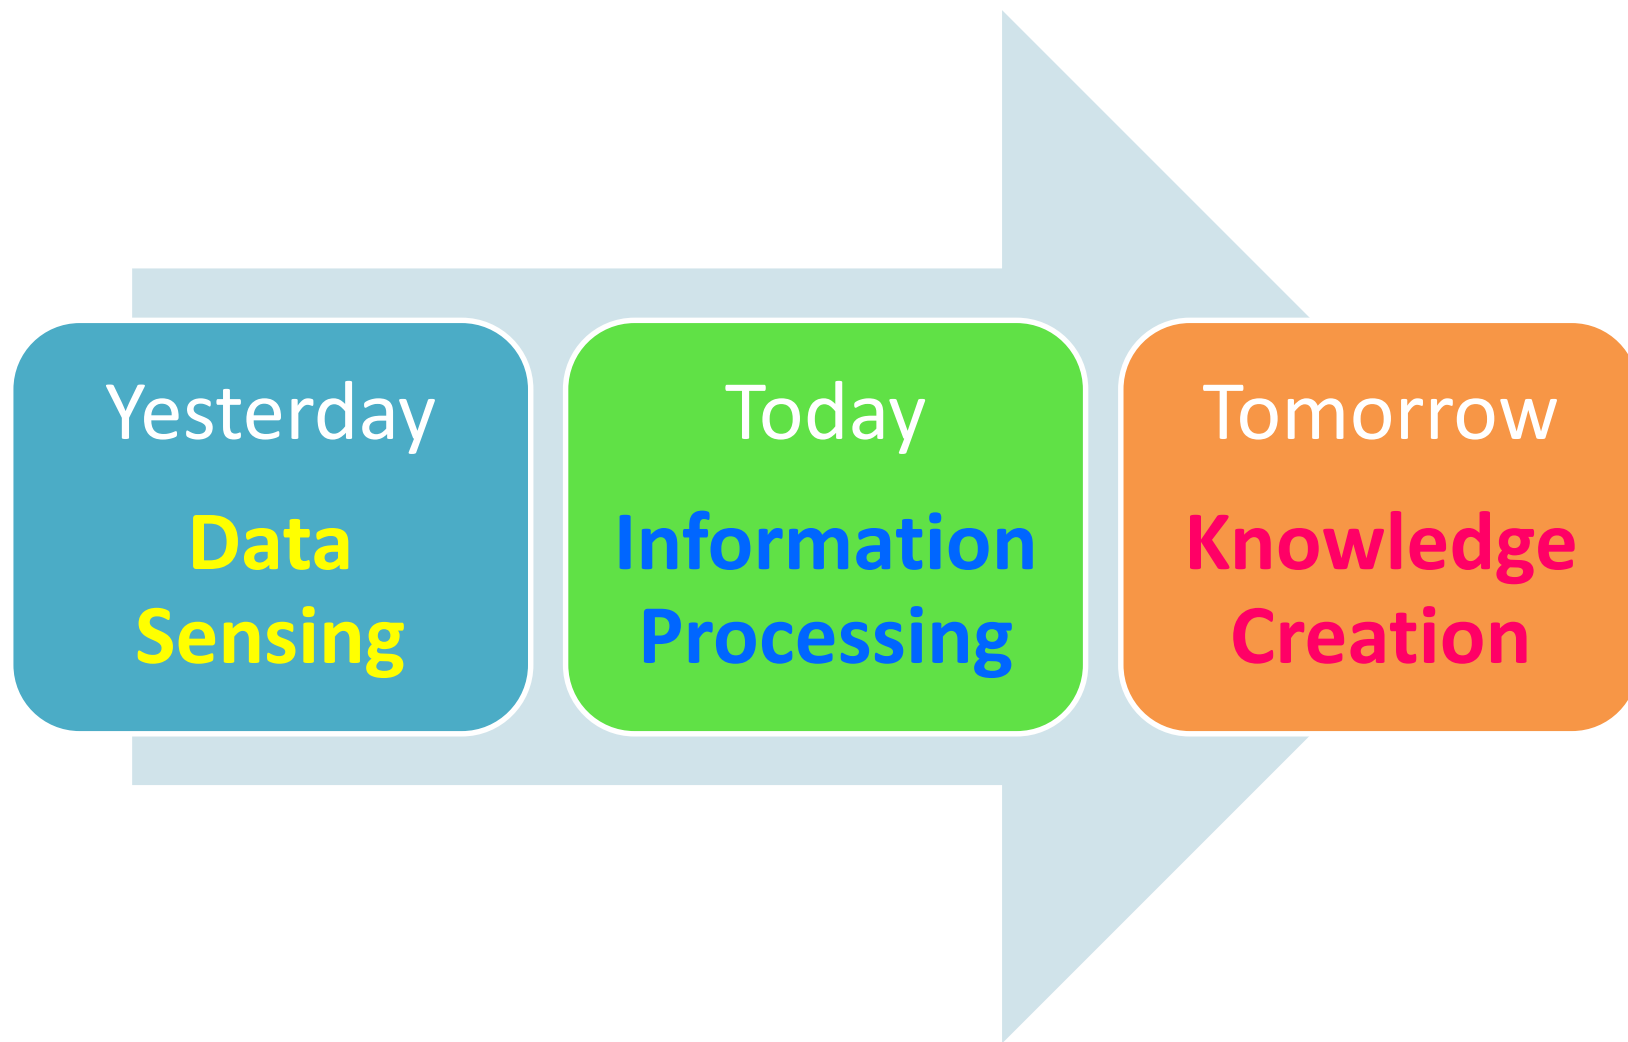 Yesterday
Data
Sensing
Today
Information
Processing
Tomorrow
Knowledge
Creation